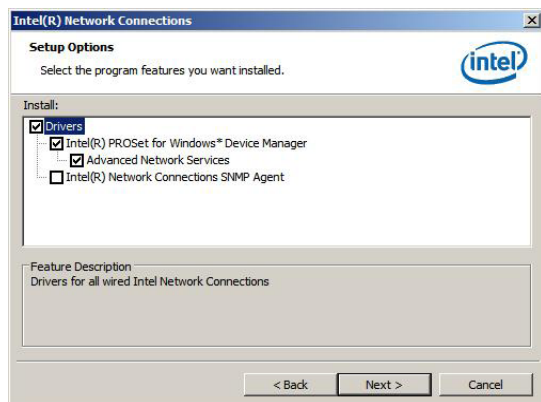 Intel(R) Network Connections
Setup Options
Select the program features you want installed.
intel
Install:
Drivers
Intel(R) PROSet for Windows* Device Manager
Advanced Network Services
Intel(R) Network Connections SNMP Agent
Feature Description
Drivers for all wired Intel Network Connections
< Back
Next >
Cancel